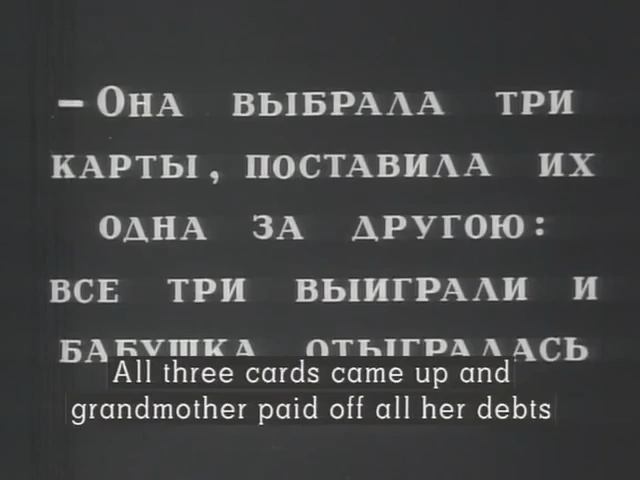 — Она выбрала три
карты, поставила их
одна за другою:
все три выиграли и
бабушка отыгралась
All three cards came up and
grandmother paid off all her debts